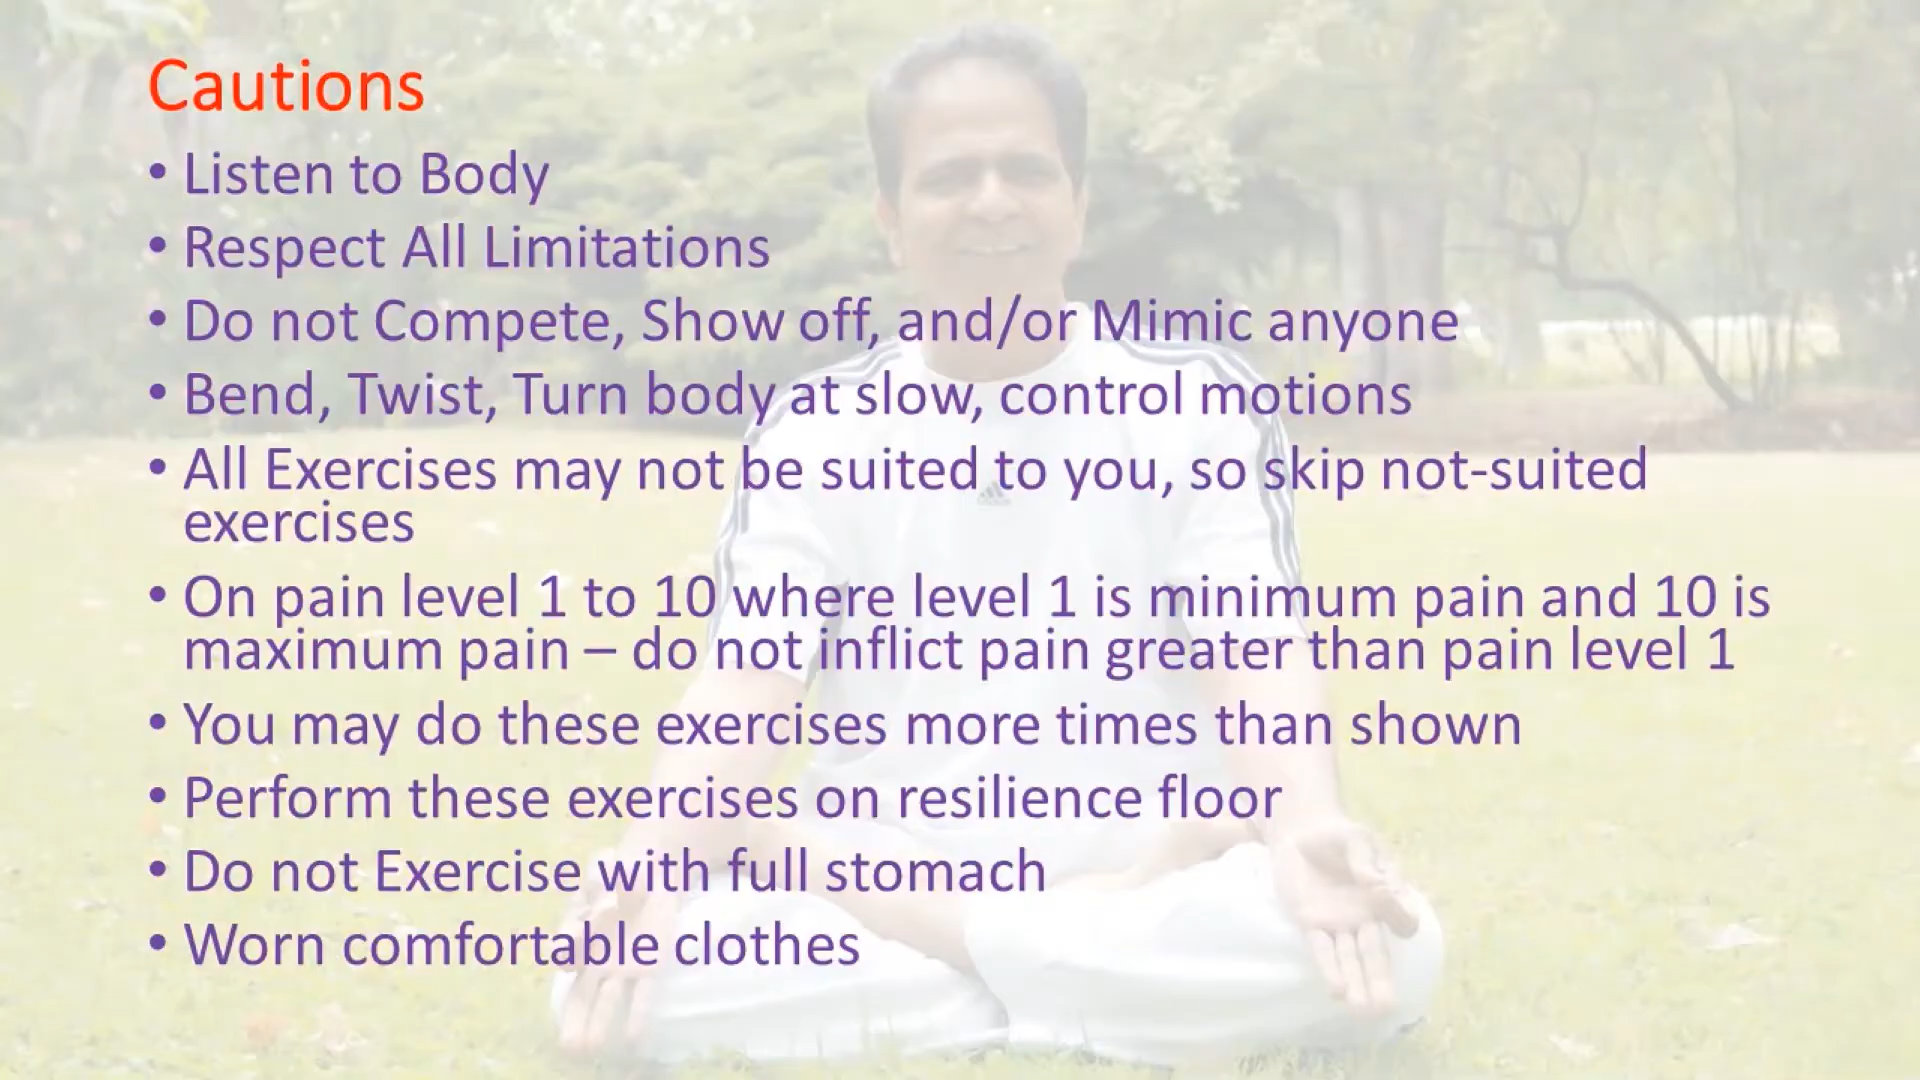 Cautions
• Listen to Body
• Respect All Limitations
• Do not Compete, Show off, and/or Mimic anyone
• Bend, Twist, Turn body at slow, control motions
• All Exercises may not be suited to you, so skip not-suited
exercises
• On pain level 1 to 10 where level 1 is minimum pain and 10 is
maximum pain – do not inflict pain greater than pain level 1
• You may do these exercises more times than shown
• Perform these exercises on resilience floor
• Do not Exercise with full stomach
• Worn comfortable clothes